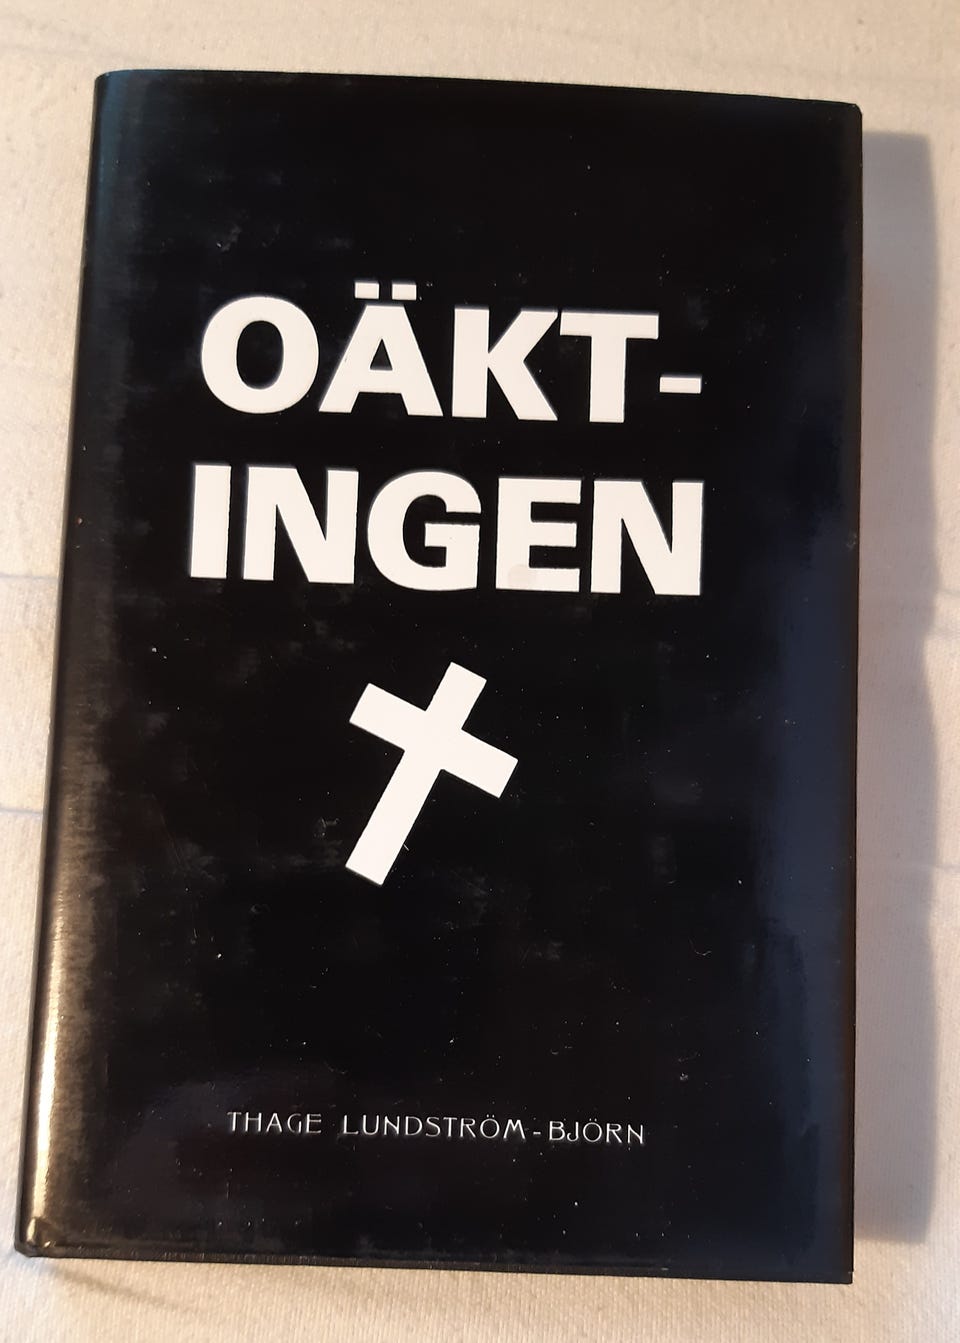 OÄKT-
INGEN
THAGE LUNDSTRÖM-BJÖRN